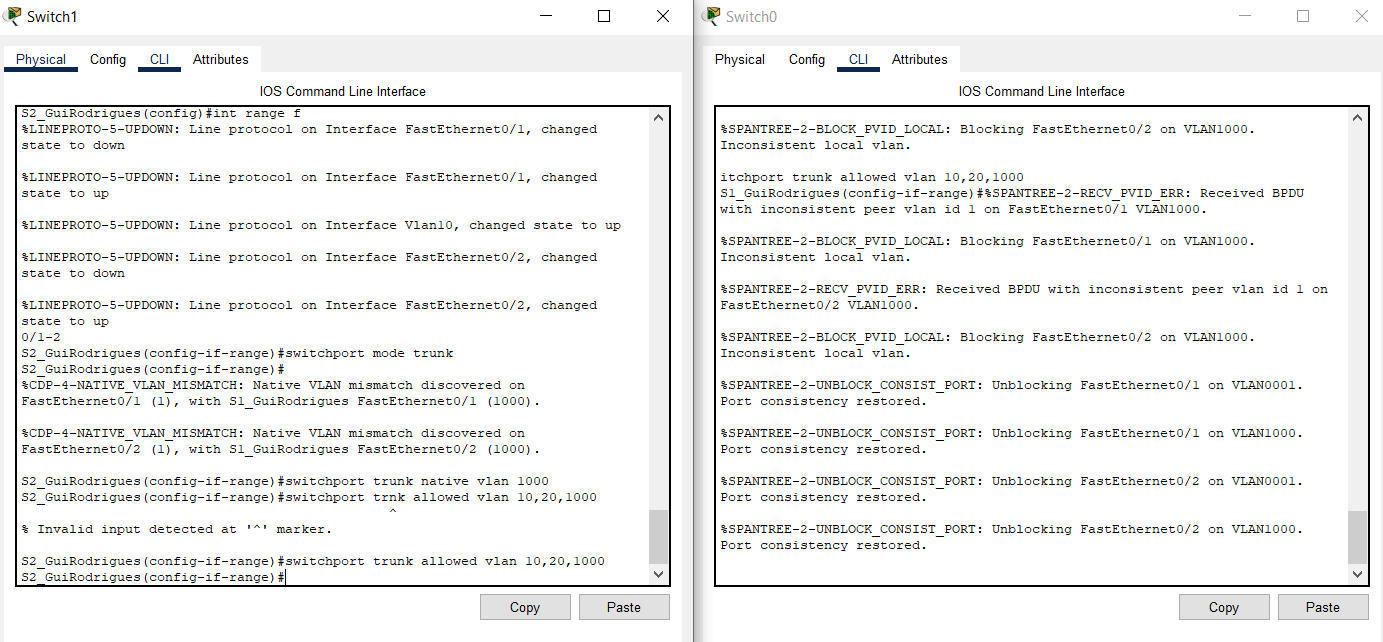 Switch1
Physical Config CLI Attributes
IOS Command Line Interface
S2_GuiRodrigues(config)#int range f
%LINEPROTO-5-UPDOWN: Line protocol on Interface FastEthernet0/1, changed
state to down
%LINEPROTO-5-UPDOWN: Line protocol on Interface FastEthernet0/1, changed
state to up
%LINEPROTO-5-UPDOWN: Line protocol on Interface Vlan10, changed state to up
%LINEPROTO-5-UPDOWN: Line protocol on Interface FastEthernet0/2, changed
state to down
%LINEPROTO-5-UPDOWN: Line protocol on Interface FastEthernet0/2, changed
state to up
0/1-2
S2_GuiRodrigues(config-if-range)#switchport mode trunk
S2_GuiRodrigues(config-if-range)#
%CDP-4-NATIVE_VLAN_MISMATCH: Native VLAN mismatch discovered on
FastEthernet0/1 (1), with S1_GuiRodrigues FastEthernet0/1 (1000).
%CDP-4-NATIVE_VLAN_MISMATCH: Native VLAN mismatch discovered on
FastEthernet0/2 (1), with S1_GuiRodrigues FastEthernet0/2 (1000).
S2_GuiRodrigues(config-if-range)#switchport trunk native vlan 1000
S2_GuiRodrigues(config-if-range)#switchport trnk allowed vlan 10,20,1000
^
% Invalid input detected at '^' marker.
S2_GuiRodrigues(config-if-range)#switchport trunk allowed vlan 10,20,1000
S2_GuiRodrigues(config-if-range)#
Copy Paste
Switch0
Physical Config CLI Attributes
IOS Command Line Interface
%SPANTREE-2-BLOCK_PVID_LOCAL: Blocking FastEthernet0/2 on VLAN1000.
Inconsistent local vlan.
itchport trunk allowed vlan 10,20,1000
S1_GuiRodrigues(config-if-range)#%SPANTREE-2-RECV_PVID_ERR: Received BPDU
with inconsistent peer vlan id 1 on FastEthernet0/1 VLAN1000.
%SPANTREE-2-BLOCK_PVID_LOCAL: Blocking FastEthernet0/1 on VLAN1000.
Inconsistent local vlan.
%SPANTREE-2-RECV_PVID_ERR: Received BPDU with inconsistent peer vlan id 1 on
FastEthernet0/2 VLAN1000.
%SPANTREE-2-BLOCK_PVID_LOCAL: Blocking FastEthernet0/2 on VLAN1000.
Inconsistent local vlan.
%SPANTREE-2-UNBLOCK_CONSIST_PORT: Unblocking FastEthernet0/1 on VLAN0001.
Port consistency restored.
%SPANTREE-2-UNBLOCK_CONSIST_PORT: Unblocking FastEthernet0/1 on VLAN1000.
Port consistency restored.
%SPANTREE-2-UNBLOCK_CONSIST_PORT: Unblocking FastEthernet0/2 on VLAN0001.
Port consistency restored.
%SPANTREE-2-UNBLOCK_CONSIST_PORT: Unblocking FastEthernet0/2 on VLAN1000.
Port consistency restored.
Copy Paste